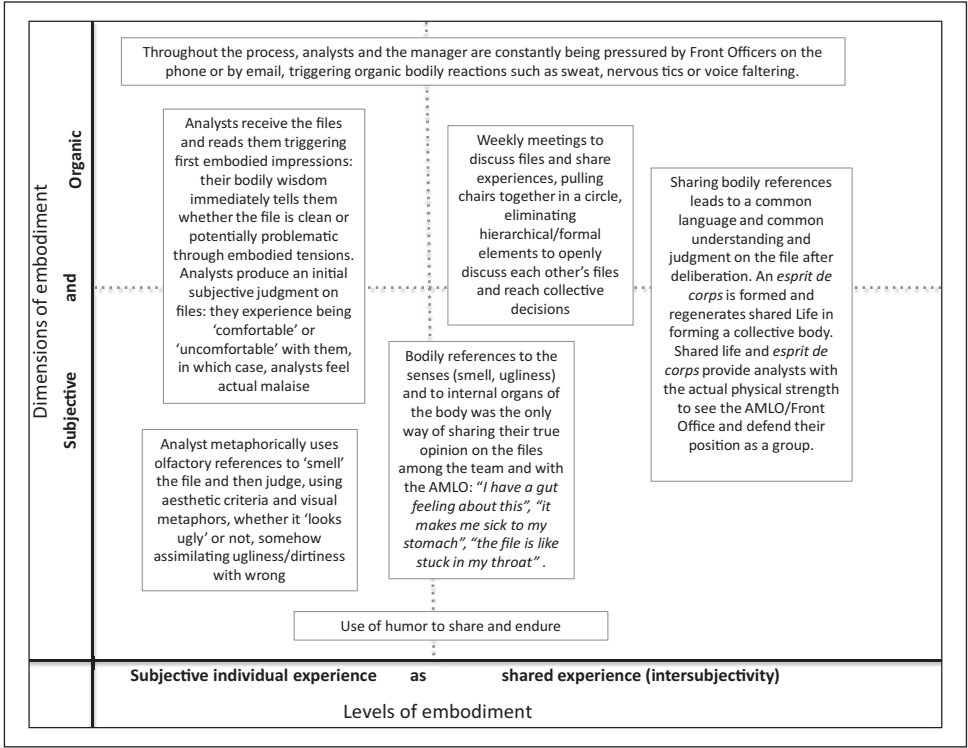 Throughout the process, analysts and the manager are constantly being pressured by Front Officers on the
phone or by email, triggering organic bodily reactions such as sweat, nervous tics or voice faltering.
Analysts receive the files
and reads them triggering
first embodied impressions:
their bodily wisdom
immediately tells them
whether the file is clean or
potentially problematic
through embodied tensions.
Analysts produce an initial
subjective judgment on
files: they experience being
‘comfortable’ or
‘uncomfortable’ with them,
in which case, analysts feel
actual malaise
Weekly meetings to
discuss files and share
experiences, pulling
chairs together in a circle,
eliminating
hierarchical/formal
elements to openly
discuss each other’s files
and reach collective
decisions
Sharing bodily references
leads to a common
language and common
understanding and
judgment on the file after
deliberation. An esprit de
corps is formed and
regenerates shared Life in
forming a collective body.
Shared life and esprit de
corps provide analysts with
the actual physical strength
to see the AMLO/Front
Office and defend their
position as a group.
Bodily references to the
senses (smell, ugliness)
and to internal organs of
the body was the only
way of sharing their true
opinion on the files
among the team and with
the AMLO: “I have a gut
feeling about this”, “it
makes me sick to my
stomach”, “the file is like
stuck in my throat” .
Analyst metaphorically uses
olfactory references to ‘smell’
the file and then judge, using
aesthetic criteria and visual
metaphors, whether it ‘looks
ugly’ or not, somehow
assimilating ugliness/dirtiness
with wrong
Use of humor to share and endure
Dimensions of embodiment
Subjective and Organic
Subjective individual experience as shared experience (intersubjectivity)
Levels of embodiment